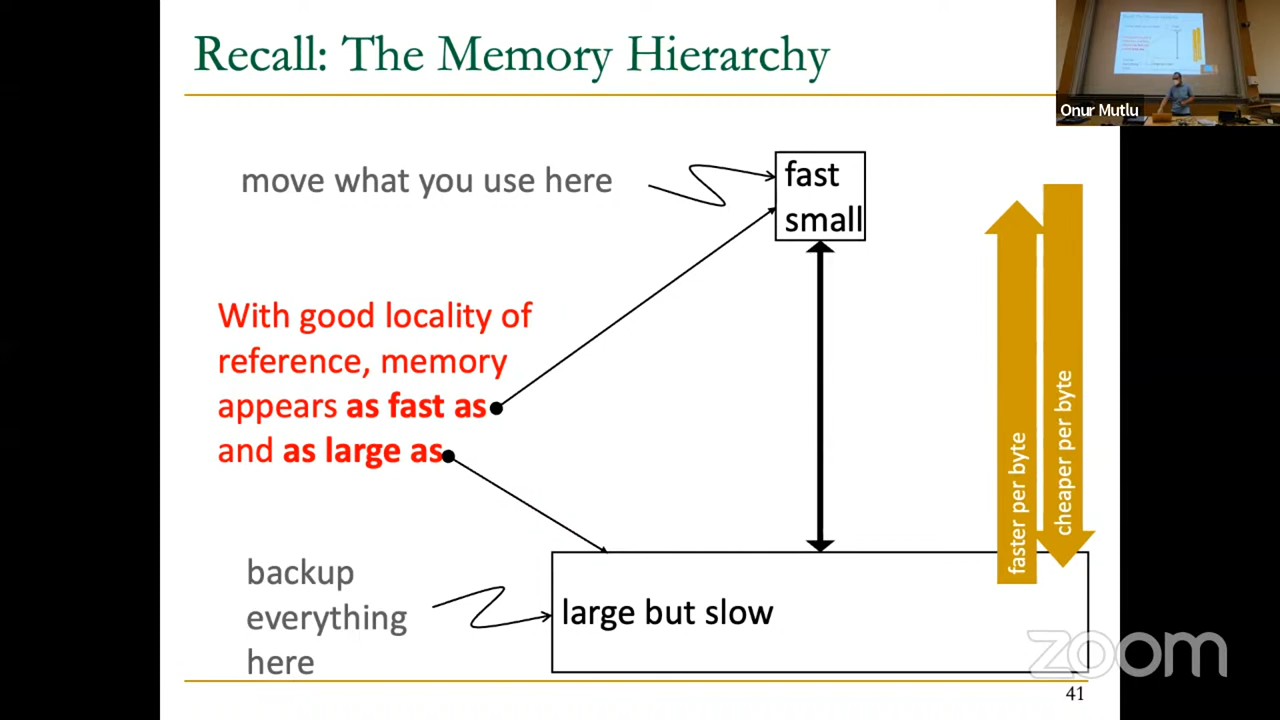 Recall: The Memory Hierarchy
Onur Mutlu
move what you use here
fast
small
With good locality of
reference, memory
appears as fast as
and as large as
faster per byte
cheaper per byte
backup
everything
here
large but slow
zoom
41